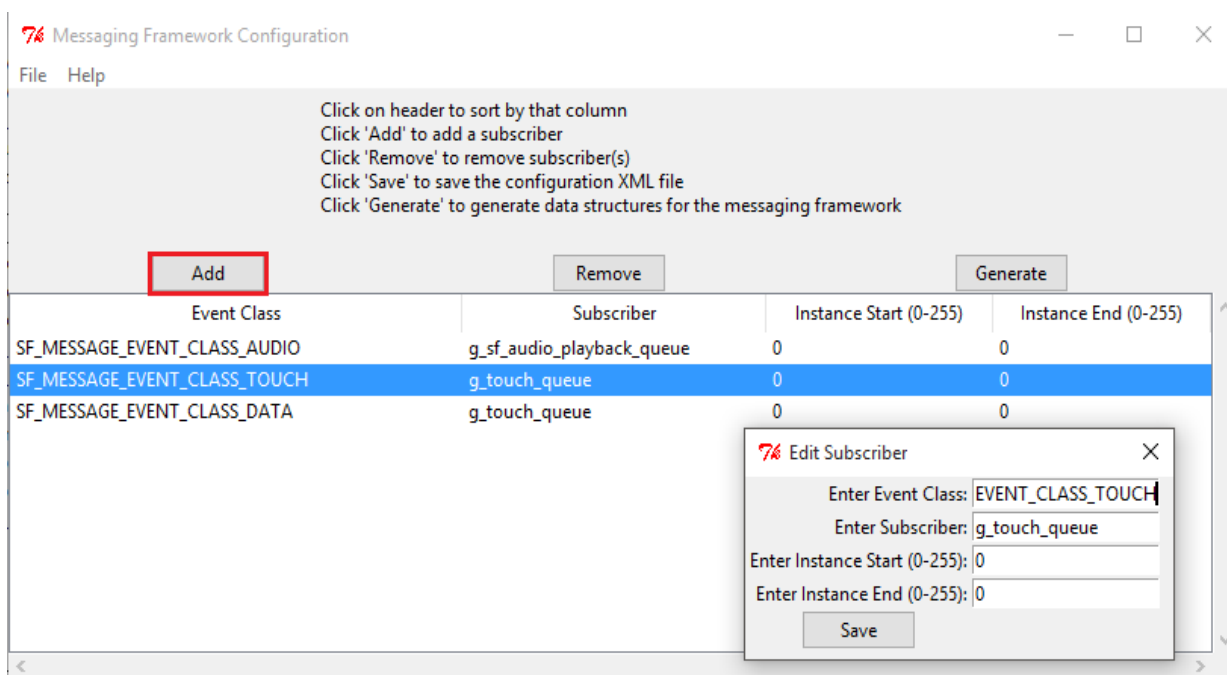 Messaging Framework Configuration
File Help
Click on header to sort by that column
Click 'Add' to add a subscriber
Click 'Remove' to remove subscriber(s)
Click 'Save' to save the configuration XML file
Click 'Generate' to generate data structures for the messaging framework
Add Remove Generate
Event Class Subscriber Instance Start (0-255) Instance End (0-255)
SF_MESSAGE_EVENT_CLASS_AUDIO g_sf_audio_playback_queue 0 0
SF_MESSAGE_EVENT_CLASS_TOUCH g_touch_queue 0 0
SF_MESSAGE_EVENT_CLASS_DATA g_touch_queue 0 0
Edit Subscriber
Enter Event Class: EVENT_CLASS_TOUCH
Enter Subscriber: g_touch_queue
Enter Instance Start (0-255): 0
Enter Instance End (0-255): 0
Save